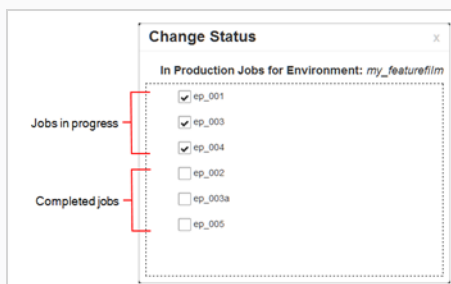 Change Status x
In Production Jobs for Environment: my_featurefilm
ep_001
Jobs in progress
ep_003
ep_004
ep_002
Completed jobs
ep_003a
ep_005